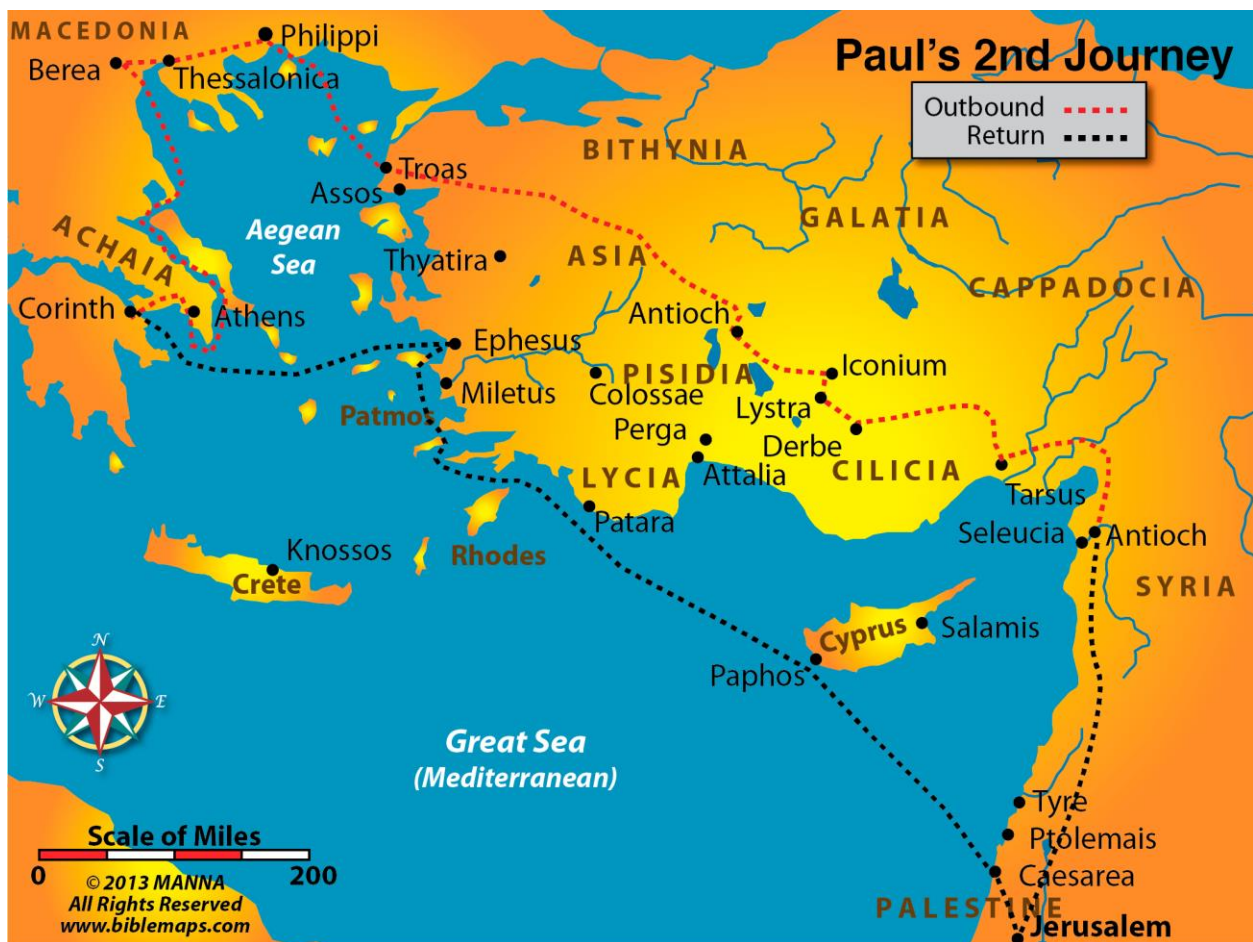 MACEDONIA
Philippi
Berea
Thessalonica
Paul's 2nd Journey
Outbound
Return
BITHYNIA
Troas
Assos
GALATIA
ACHAIA
Aegean
Sea
Thyatira
ASIA
CAPPADOCIA
Corinth
Athens
Antioch
Ephesus
PISIDIA
Iconium
Miletus
Colossae
Lystra
Patmos
Perga
Derbe
LYCIA
Attalia
CILICIA
Tarsus
Patara
Seleucia
Antioch
Knossos
Rhodes
Crete
SYRIA
Cyprus
Salamis
Paphos
N
W
E
S
Great Sea
(Mediterranean)
Tyre
Ptolemais
Scale of Miles
0
200
Caesarea
© 2013 MANNA
All Rights Reserved
www.biblemaps.com
PALESTINE
Jerusalem